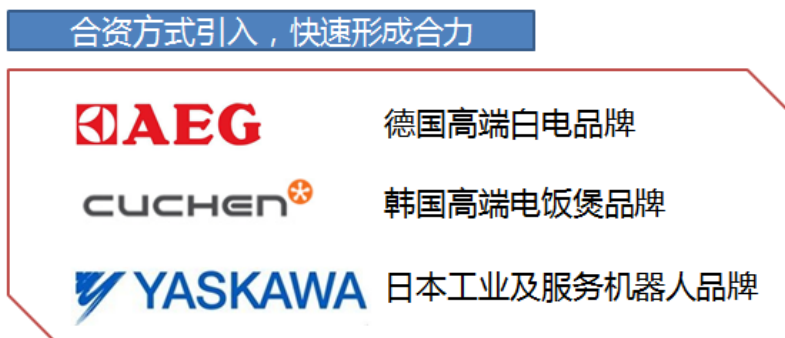 合资方式引入，快速形成合力
AEG 德国高端白电品牌
CUCHEN 韩国高端电饭煲品牌
YASKAWA 日本工业及服务机器人品牌